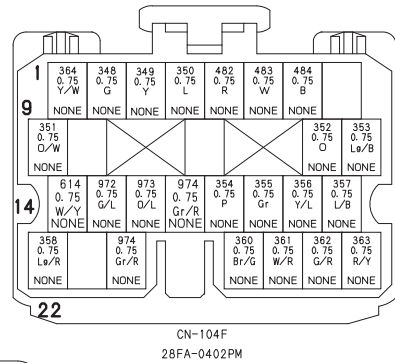 1
364 348 349 350 482 483 484
0.75 0.75 0.75 0.75 0.75 0.75 0.75
Y/W G Y L R W B
NONE NONE NONE NONE NONE NONE NONE
9
351 352 353
0.75 0.75 0.75
O/W O Lg/B
NONE NONE NONE
14
614 972 973 974 354 355 356 357
0.75 0.75 0.75 0.75 0.75 0.75 0.75 0.75
W/Y G/L O/L Gr/R P Gr Y/L L/B
NONE NONE NONE NONE NONE NONE NONE NONE
358 974 360 361 362 363
0.75 0.75 0.75 0.75 0.75 0.75
Lg/R Gr/R Br/G W/R G/R R/Y
NONE NONE NONE NONE NONE NONE
22
CN-104F
28FA-0402PM